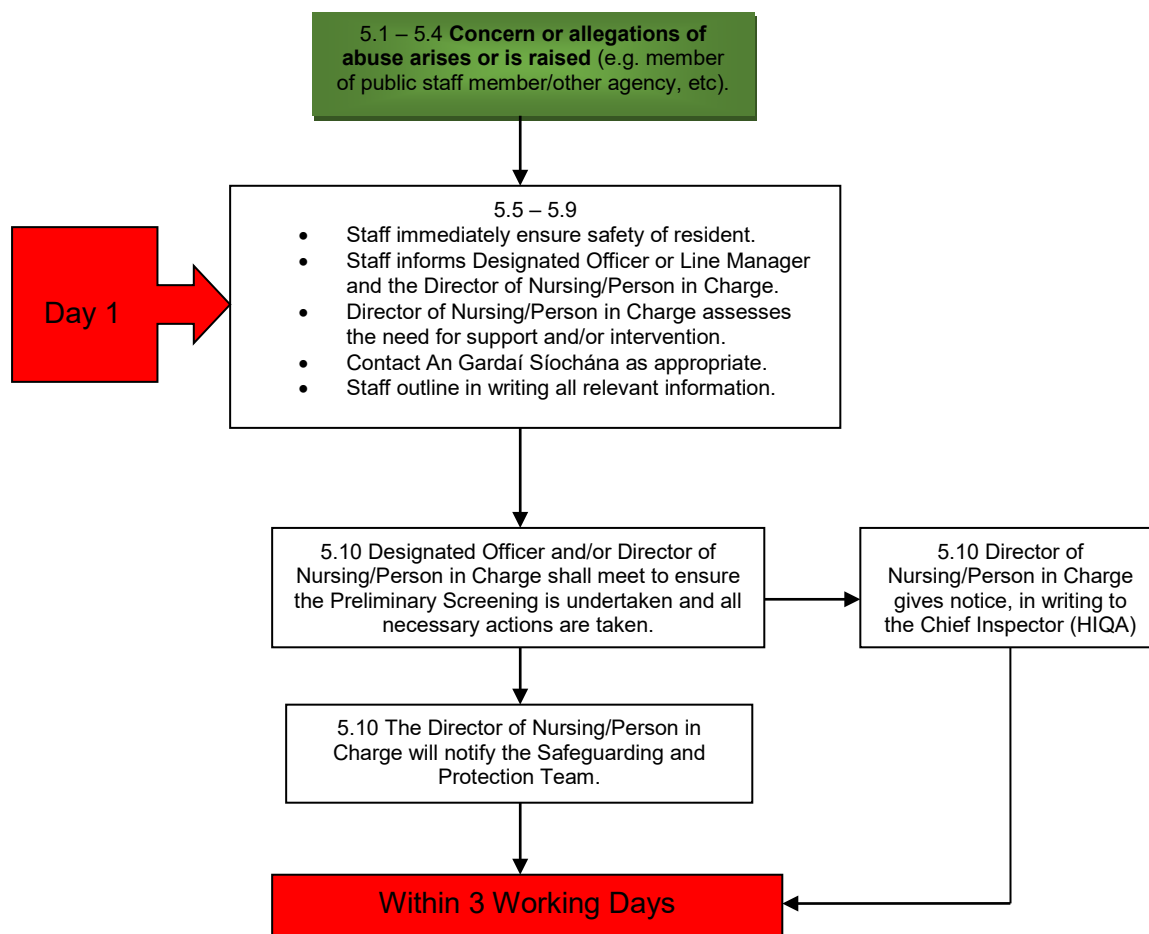 5.1 – 5.4 Concern or allegations of
abuse arises or is raised (e.g. member
of public staff member/other agency, etc).
Day 1
5.5 – 5.9
• Staff immediately ensure safety of resident.
• Staff informs Designated Officer or Line Manager
and the Director of Nursing/Person in Charge.
• Director of Nursing/Person in Charge assesses
the need for support and/or intervention.
• Contact An Gardaí Síochána as appropriate.
• Staff outline in writing all relevant information.
5.10 Designated Officer and/or Director of
Nursing/Person in Charge shall meet to ensure
the Preliminary Screening is undertaken and all
necessary actions are taken.
5.10 Director of
Nursing/Person in Charge
gives notice, in writing to
the Chief Inspector (HIQA)
5.10 The Director of Nursing/Person in
Charge will notify the Safeguarding and
Protection Team.
Within 3 Working Days